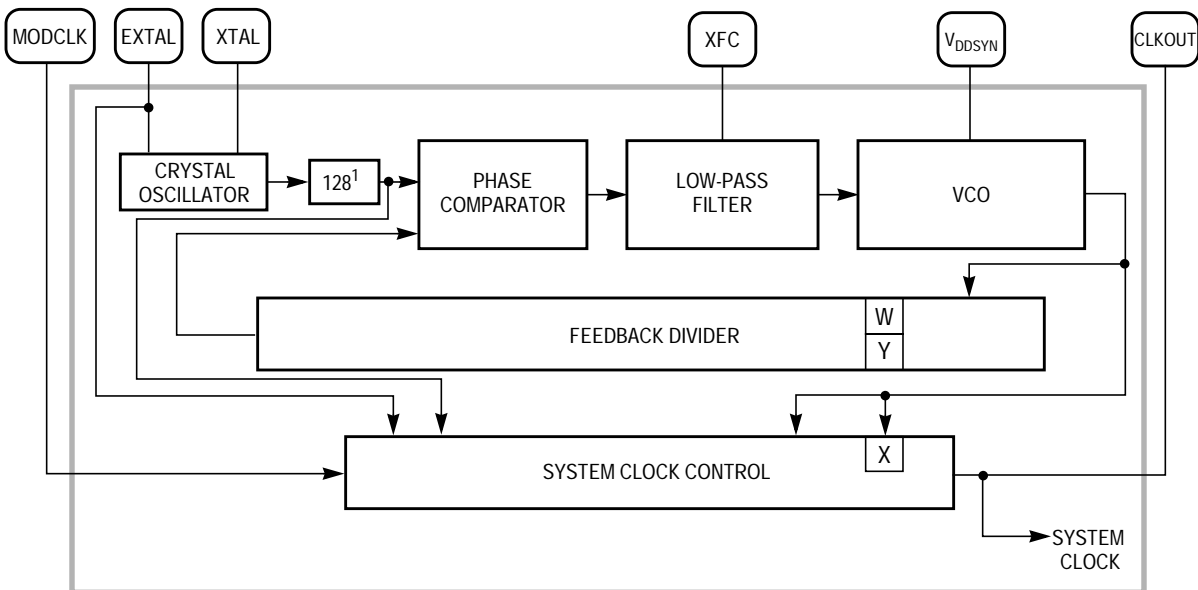 MODCLK
EXTAL
XTAL
XFC
VDDSYN
CLKOUT
CRYSTAL
OSCILLATOR
128¹
PHASE
COMPARATOR
LOW-PASS
FILTER
VCO
FEEDBACK DIVIDER
W
Y
SYSTEM CLOCK CONTROL
X
SYSTEM
CLOCK